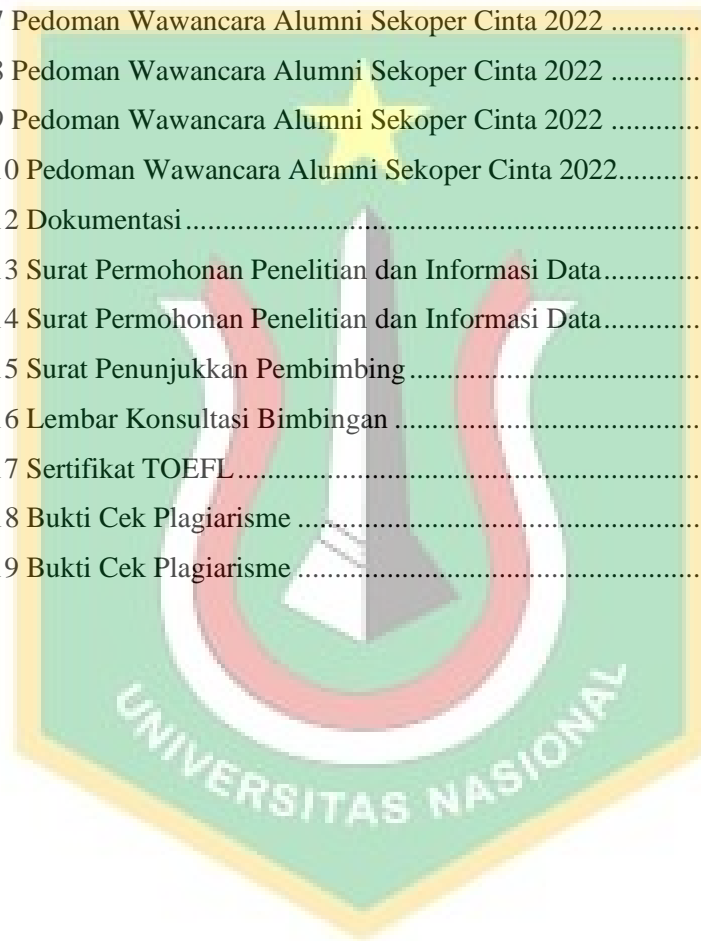 7 Pedoman Wawancara Alumni Sekoper Cinta 2022 ............
8 Pedoman Wawancara Alumni Sekoper Cinta 2022 ............
9 Pedoman Wawancara Alumni Sekoper Cinta 2022 ............
10 Pedoman Wawancara Alumni Sekoper Cinta 2022...........
12 Dokumentasi....................................................................
13 Surat Permohonan Penelitian dan Informasi Data.............
14 Surat Permohonan Penelitian dan Informasi Data.............
15 Surat Penunjukkan Pembimbing.......................................
16 Lembar Konsultasi Bimbingan .........................................
17 Sertifikat TOEFL.............................................................
18 Bukti Cek Plagiarisme .....................................................
19 Bukti Cek Plagiarisme .....................................................
UNIVERSITAS NASIONAL